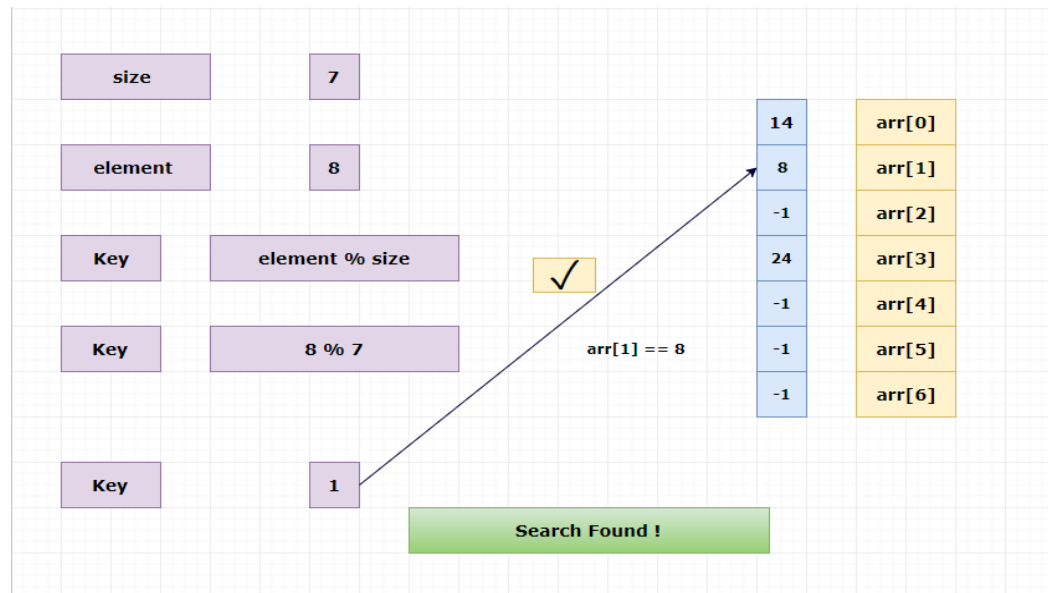 size 7
14 arr[0]
element 8
8 arr[1]
-1 arr[2]
Key element % size
24 arr[3]
-1 arr[4]
Key 8 % 7
arr[1] == 8
-1 arr[5]
-1 arr[6]
Key 1
Search Found !